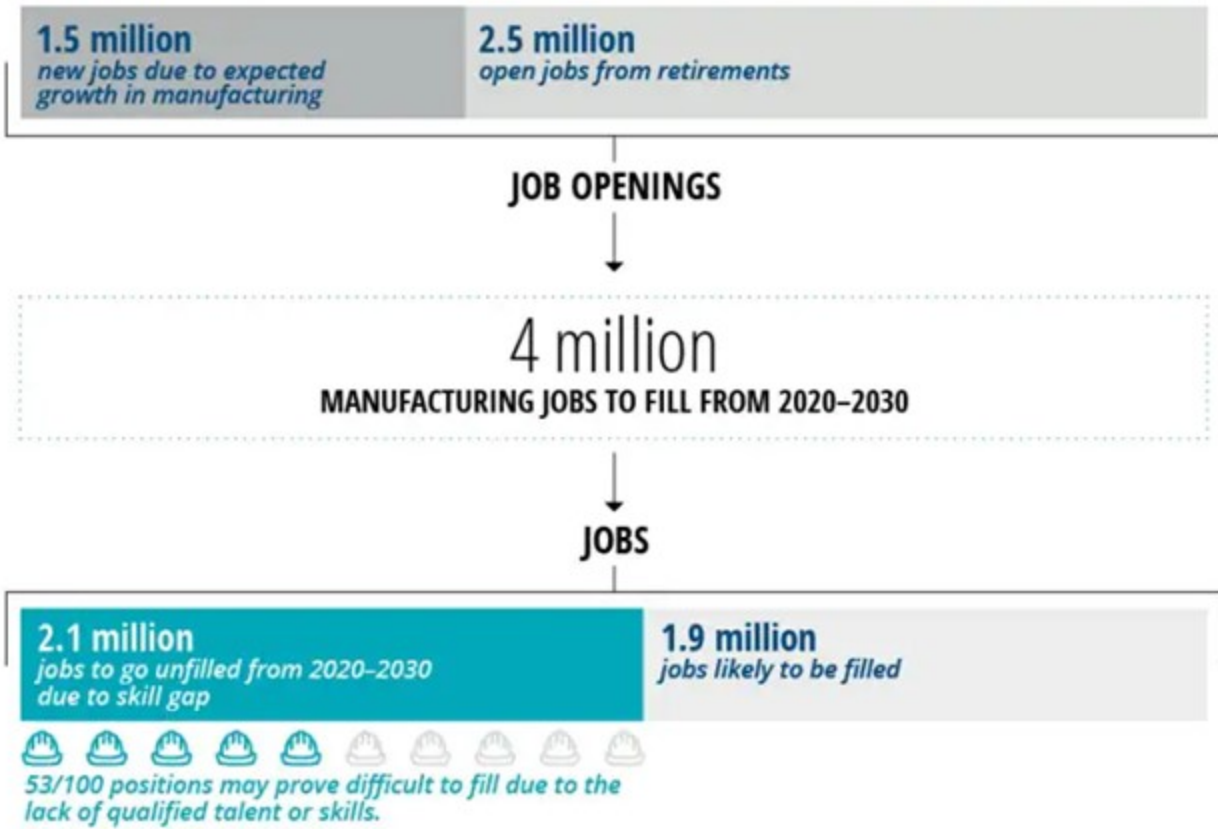 1.5 million
new jobs due to expected
growth in manufacturing
2.5 million
open jobs from retirements
JOB OPENINGS
4 million
MANUFACTURING JOBS TO FILL FROM 2020–2030
JOBS
2.1 million
jobs to go unfilled from 2020–2030
due to skill gap
1.9 million
jobs likely to be filled
53/100 positions may prove difficult to fill due to the
lack of qualified talent or skills.